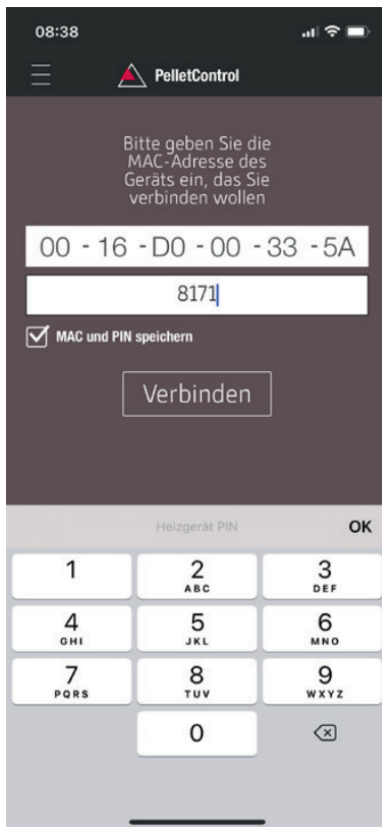 08:38
PelletControl
Bitte geben Sie die
MAC-Adresse des
Geräts ein, das Sie
verbinden wollen
00 - 16 - D0 - 00 - 33 - 5A
8171
MAC und PIN speichern
Verbinden
Heizgerät PIN OK
1 2 3
ABC DEF
4 5 6
GHI JKL MNO
7 8 9
PQRS TUV WXYZ
0